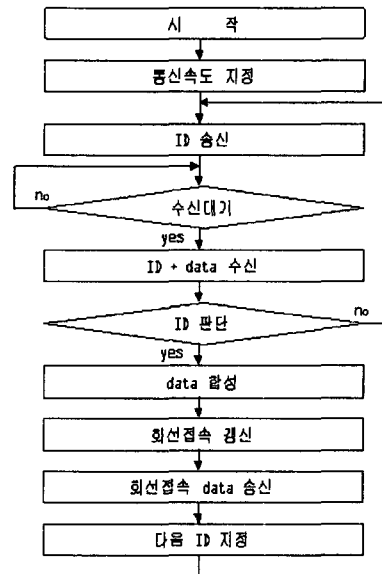 시 작
통신속도 지정
ID 송신
no
수신대기
yes
ID + data 수신
ID 판단
no
yes
data 합성
회선접속 갱신
회선접속 data 송신
다음 ID 지정